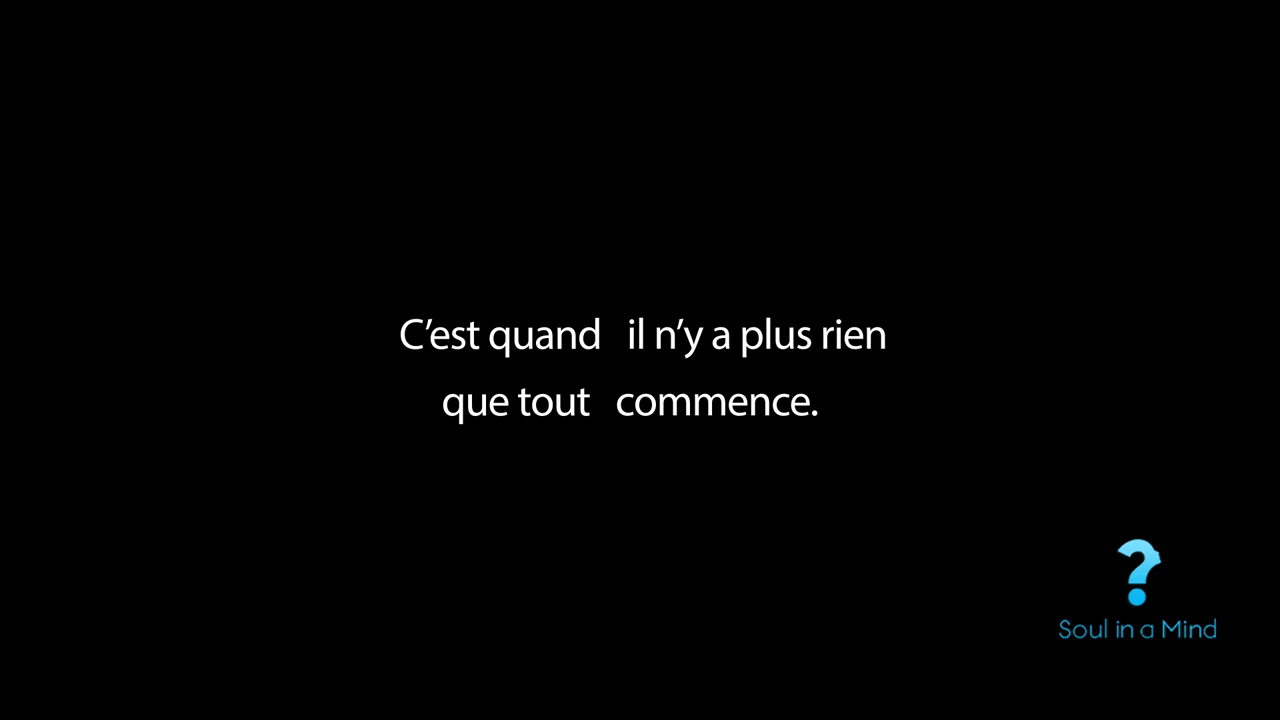 C’est quand il n’y a plus rien
que tout commence.
?
Soul in a Mind